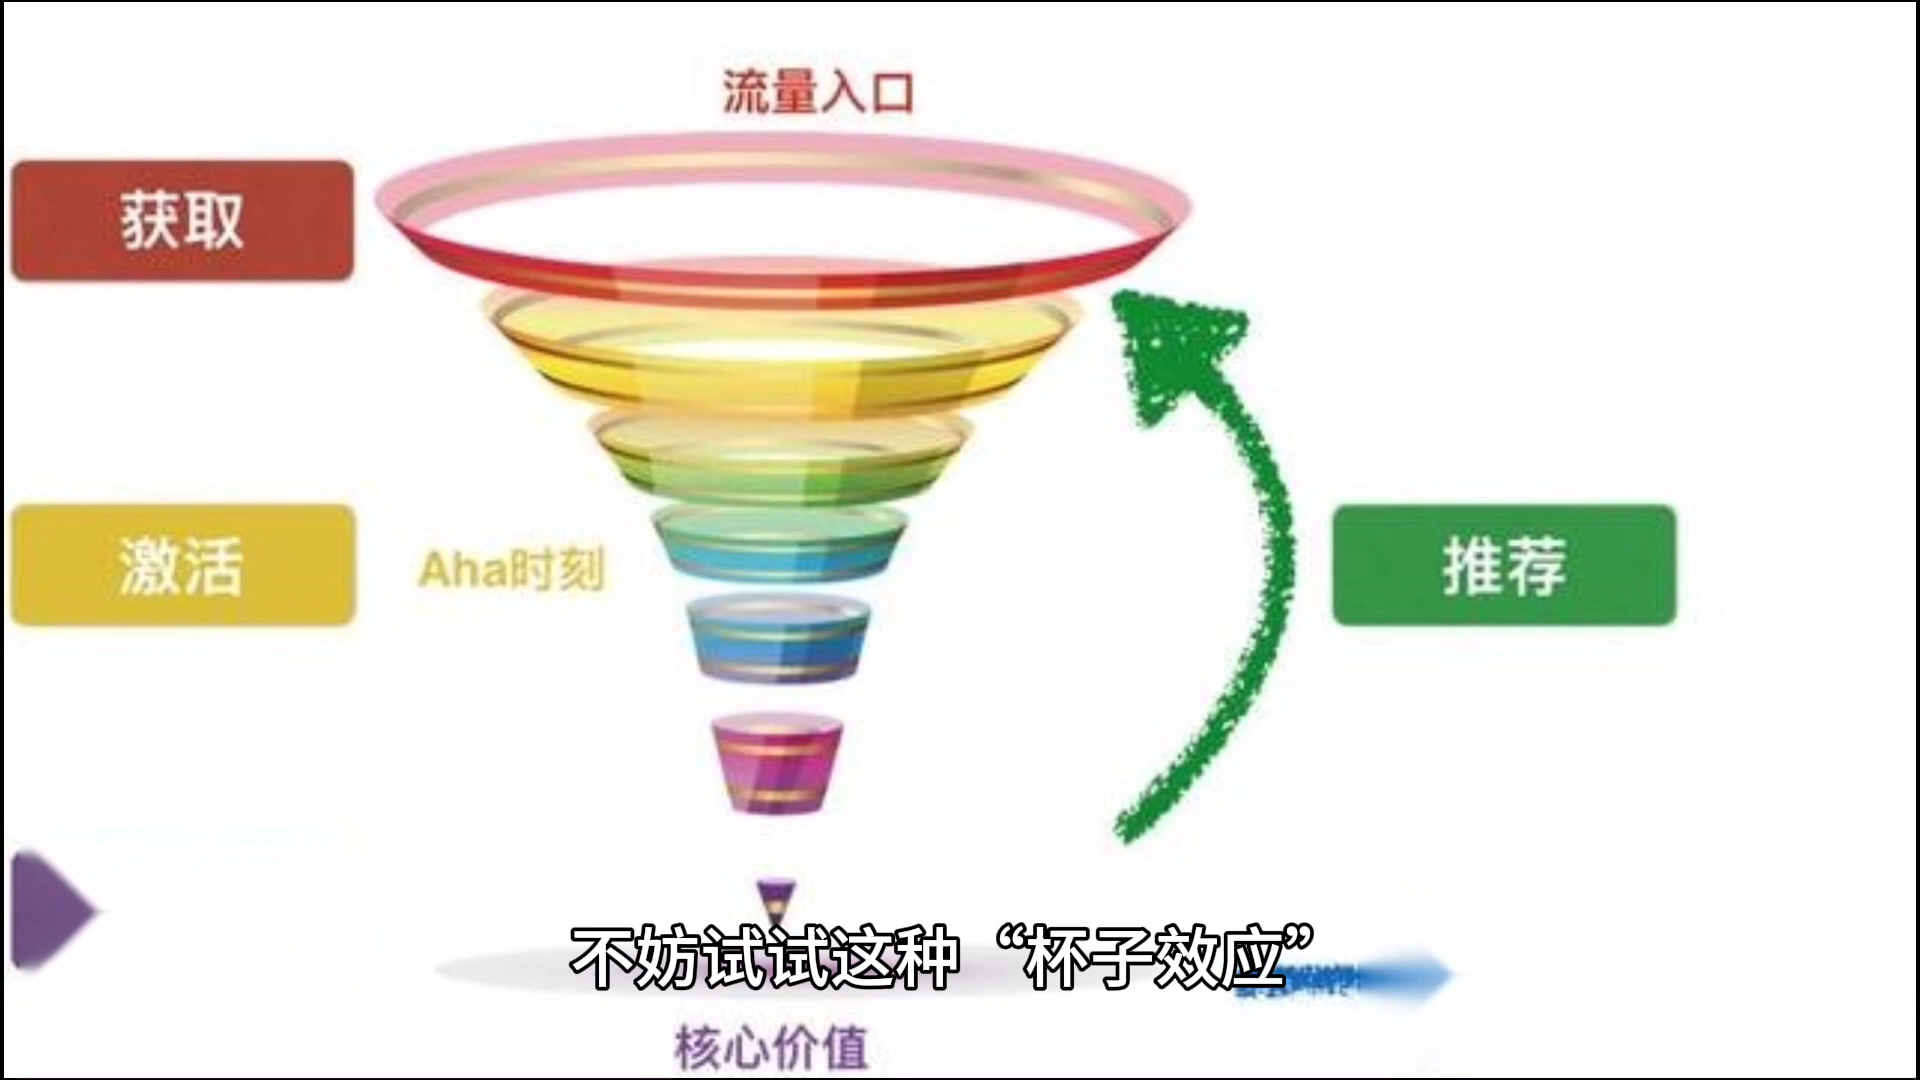 流量入口
获取
激活
Aha时刻
推荐
不妨试试这种“杯子效应”
核心价值